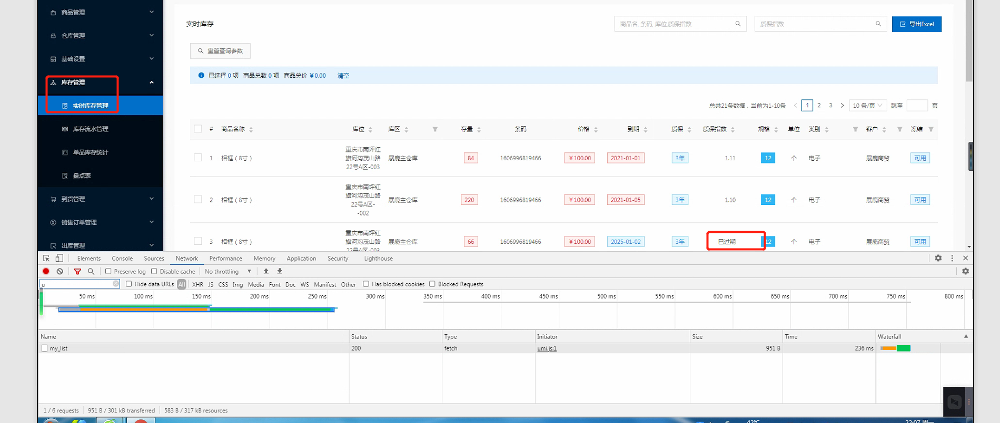 商品管理
仓库管理
基础设置
库存管理
实时库存管理
库存流水管理
单品库存统计
盘点表
到货管理
销售订单管理
出库管理
实时库存
商品名, 条码, 库位,质保指数
质保指数
导出Excel
重置查询参数
已选择 0 项 商品总数 0 项 商品总价 ￥0.00 清空
总共21条数据，当前为1-10条 < 1 2 3 > 10 条/页 跳至 页
# 商品名称 库位 库区 存量 条码 价格 到期 质保 质保指数 规格 单位 类别 客户 冻结
1 相框（8寸） 重庆市南坪红旗河沟茂山路22号A区-003 展鹿主仓库 84 1606996819466 ￥100.00 2021-01-01 3年 1.11 12 个 电子 展鹿商贸 可用
2 相框（8寸） 重庆市南坪红旗河沟茂山路22号A区--002 展鹿主仓库 220 1606996819466 ￥100.00 2021-01-05 3年 1.10 12 个 电子 展鹿商贸 可用
3 相框（8寸） 重庆市南坪红旗河沟茂山路 展鹿主仓库 66 1606996819466 ￥100.00 2025-01-02 3年 已过期 12 个 电子 展鹿商贸 可用
Elements Console Sources Network Performance Memory Application Security Lighthouse
Preserve log Disable cache No throttling
u Hide data URLs All XHR JS CSS Img Media Font Doc WS Manifest Other Has blocked cookies Blocked Requests
50 ms 100 ms 150 ms 200 ms 250 ms 300 ms 350 ms 400 ms 450 ms 500 ms 550 ms 600 ms 650 ms 700 ms 750 ms 800 ms
Name Status Type Initiator Size Time Waterfall
my_list 200 fetch umi.js:1 951 B 236 ms
1 / 6 requests 951 B / 301 kB transferred 583 B / 317 kB resources
42°C 22:07